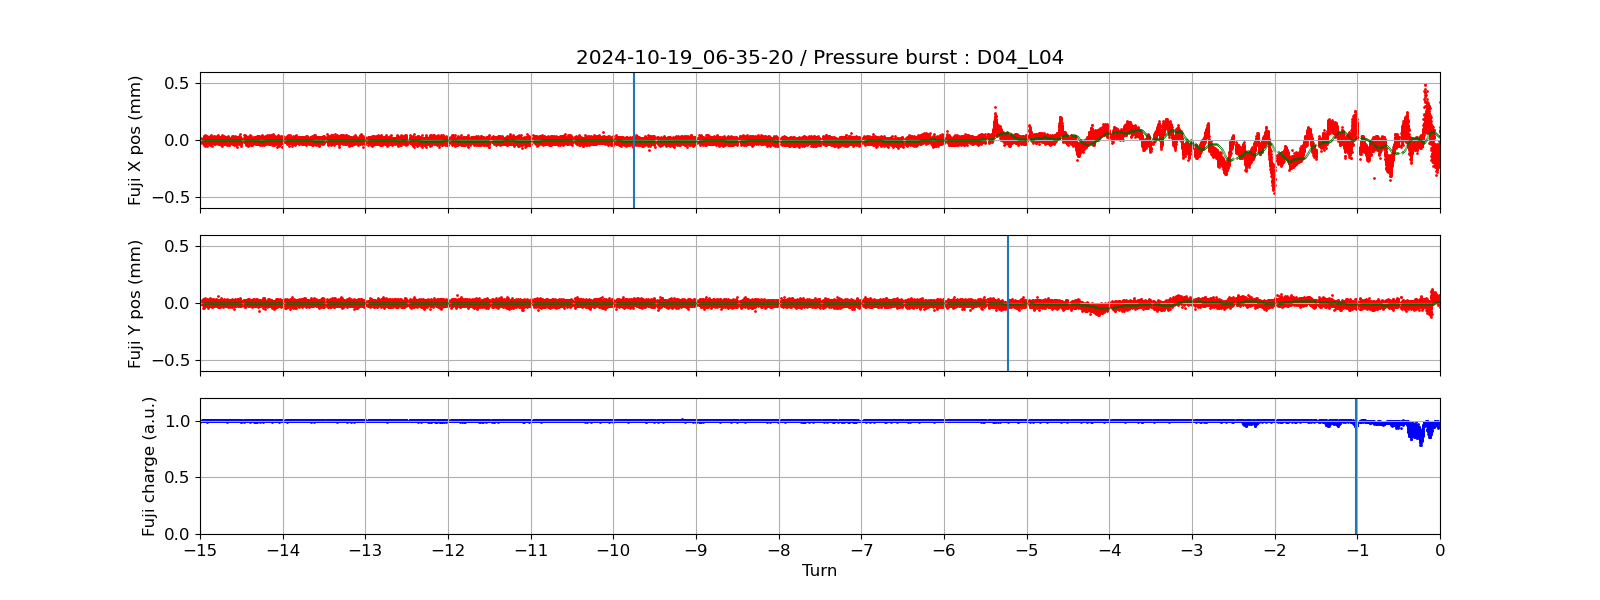 2024-10-19_06-35-20 / Pressure burst : D04_L04
Fuji X pos (mm)
0.5
0.0
−0.5
Fuji Y pos (mm)
0.5
0.0
−0.5
Fuji charge (a.u.)
1.0
0.5
0.0
−15 −14 −13 −12 −11 −10 −9 −8 −7 −6 −5 −4 −3 −2 −1 0
Turn